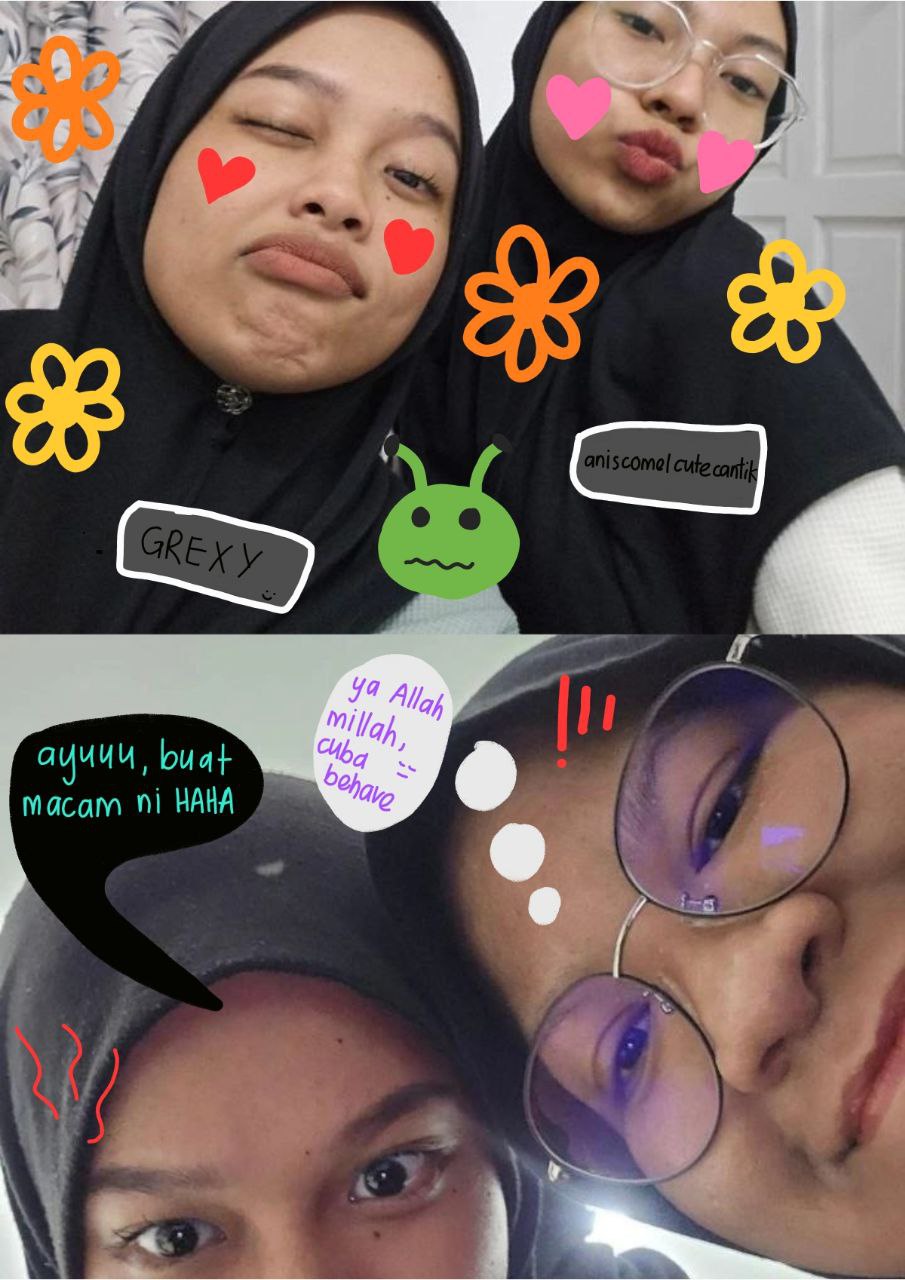 aniscomelcutecantik
GREXY
ya Allah
millah,
cuba
behave
ayuuu, buat
macam ni HAHA